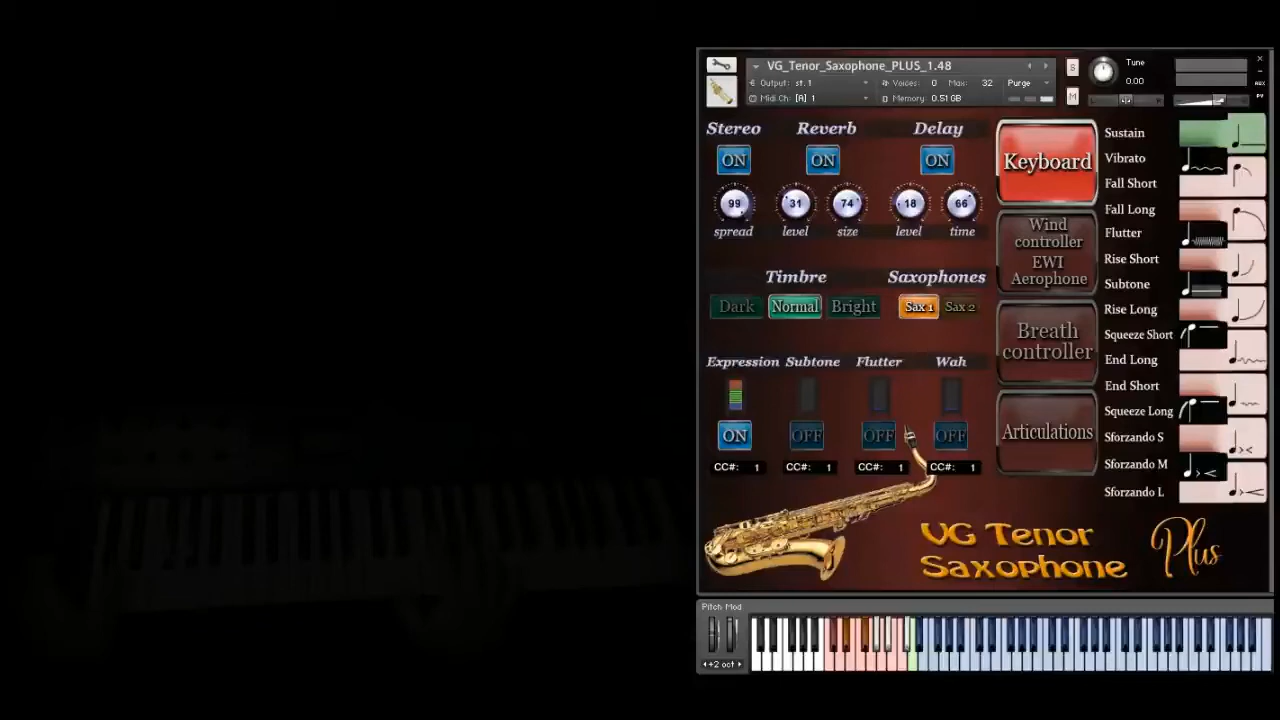 VG_Tenor_Saxophone_PLUS_1.48
Output: st.1
Voices: 0 Max: 32 Purge
Midi Ch: [A] 1
Memory: 0.51 GB
S
M
Tune
0.00
AUX
PV
Stereo Reverb Delay
ON ON ON
99 31 74 18 66
spread level size level time
Timbre Saxophones
Dark Normal Bright Sax 1 Sax 2
Expression Subtone Flutter Wah
ON OFF OFF OFF
CC#: 1 CC#: 1 CC#: 1 CC#: 1
Keyboard
Wind
controller
EWI
Aerophone
Breath
controller
Articulations
Sustain
Vibrato
Fall Short
Fall Long
Flutter
Rise Short
Subtone
Rise Long
Squeeze Short
End Long
End Short
Squeeze Long
Sforzando S
Sforzando M
Sforzando L
VG Tenor
Saxophone
Plus
Pitch Mod
+2 oct